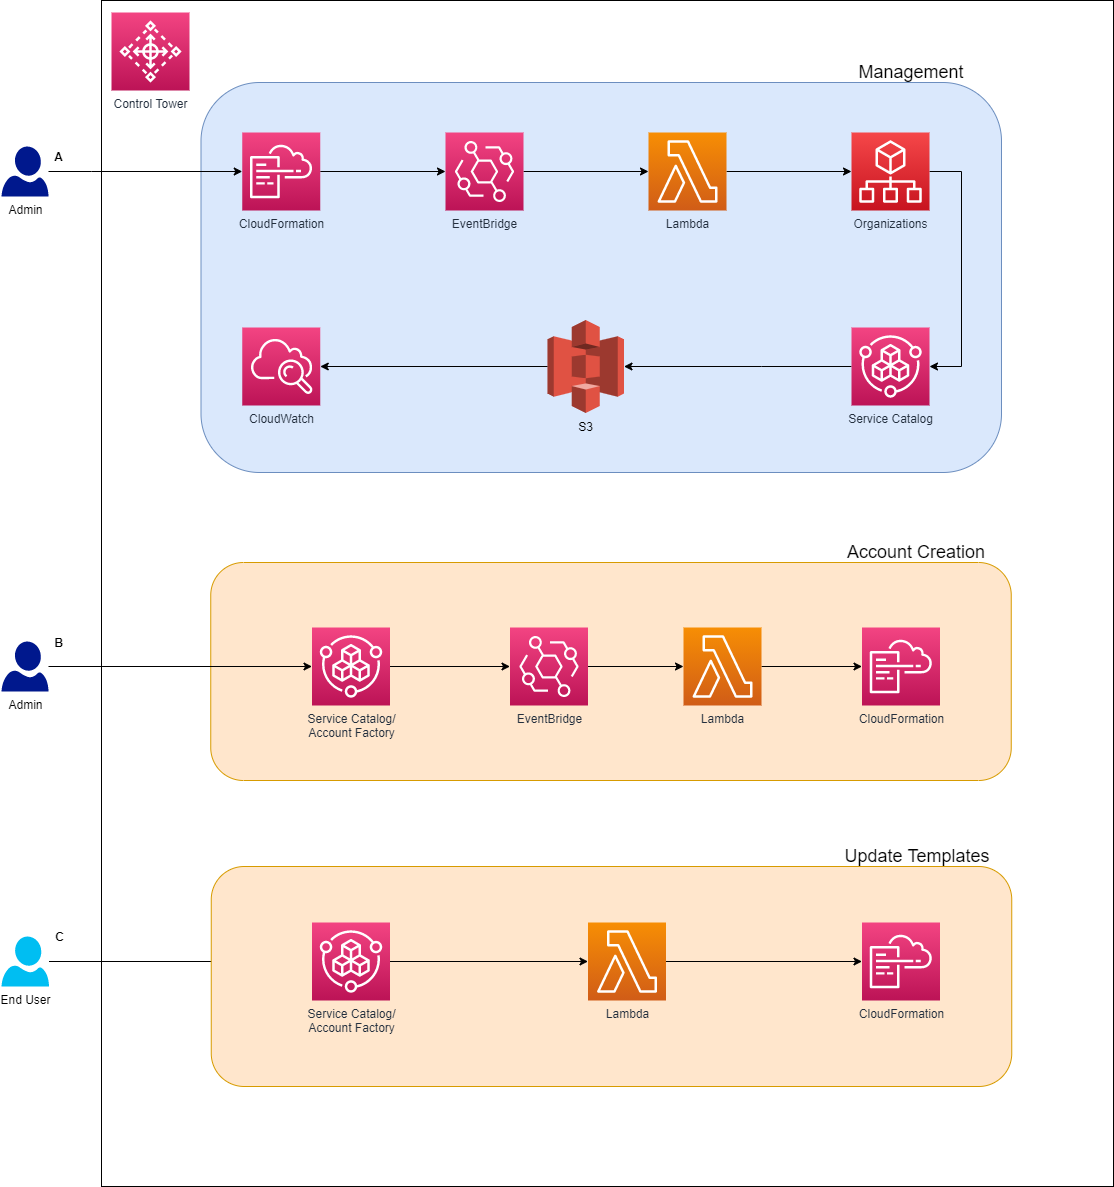 Control Tower
Management
A
Admin
CloudFormation
EventBridge
Lambda
Organizations
CloudWatch
S3
Service Catalog
Account Creation
B
Admin
Service Catalog/
Account Factory
EventBridge
Lambda
CloudFormation
Update Templates
C
End User
Service Catalog/
Account Factory
Lambda
CloudFormation